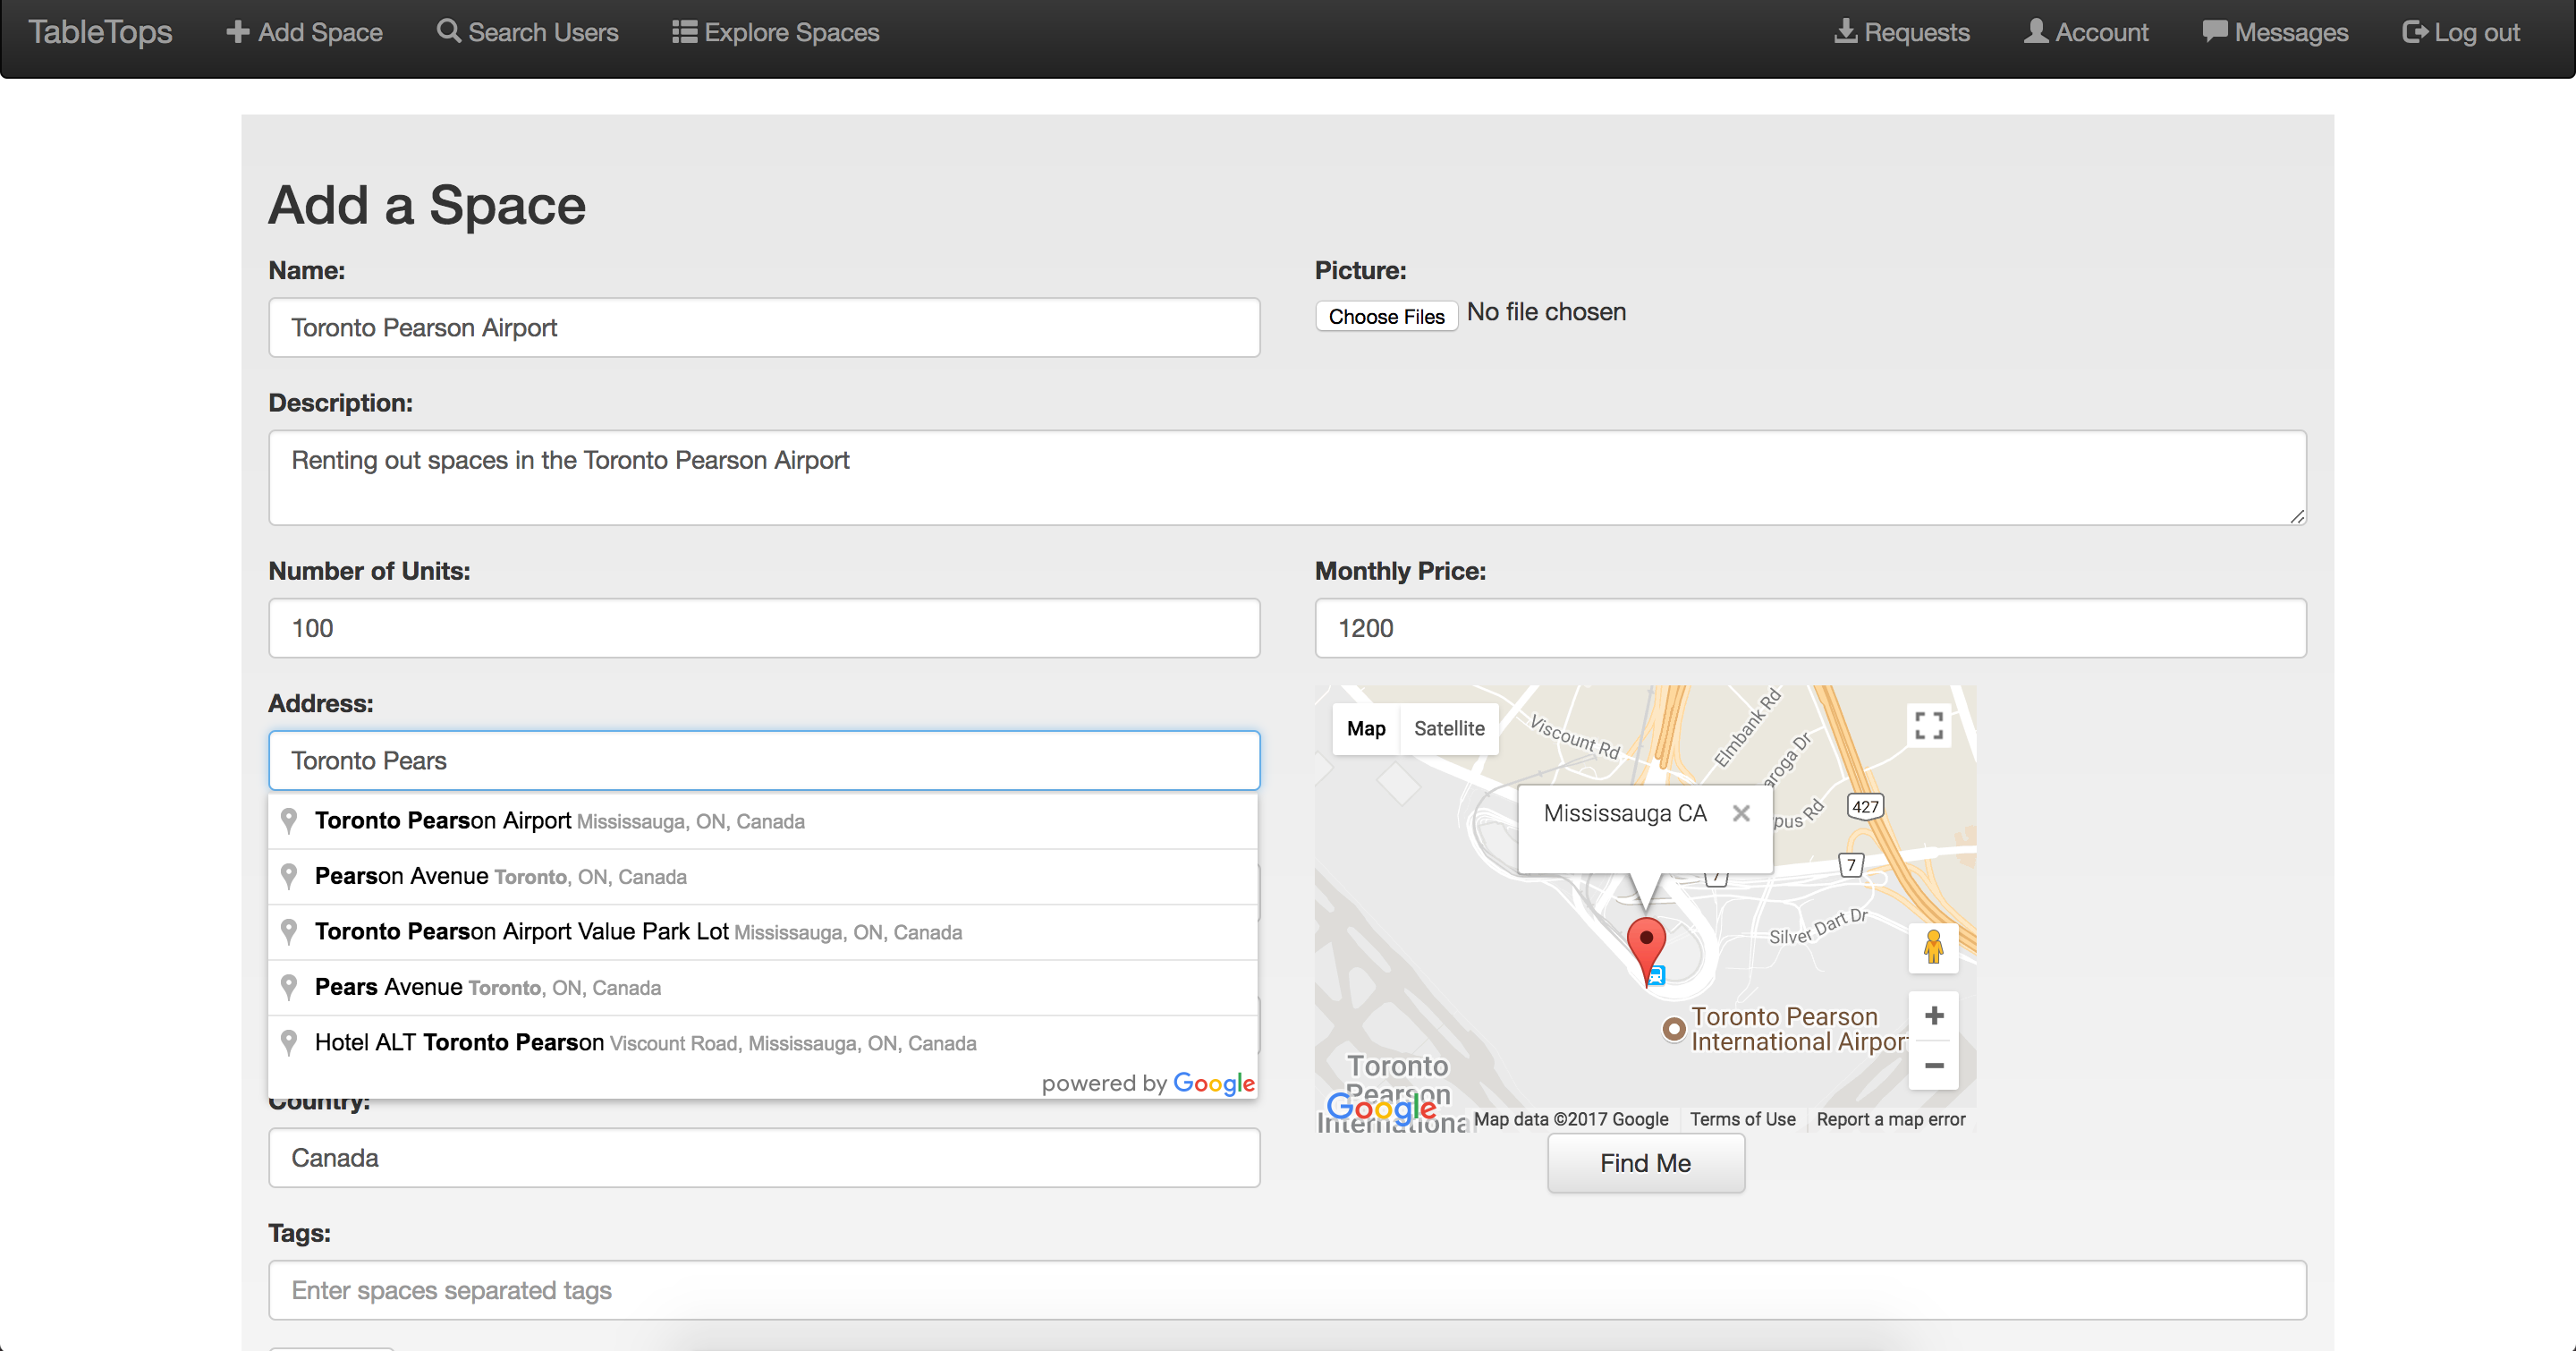 TableTops Add Space Search Users Explore Spaces Requests Account Messages Log out
Add a Space
Name:
Toronto Pearson Airport
Picture:
Choose Files No file chosen
Description:
Renting out spaces in the Toronto Pearson Airport
Number of Units:
100
Monthly Price:
1200
Address:
Toronto Pears
Toronto Pearson Airport Mississauga, ON, Canada
Pearson Avenue Toronto, ON, Canada
Toronto Pearson Airport Value Park Lot Mississauga, ON, Canada
Pears Avenue Toronto, ON, Canada
Hotel ALT Toronto Pearson Viscount Road, Mississauga, ON, Canada
powered by Google
Map Satellite
Viscount Rd
Elmbank Rd
aroga Dr
pus Rd
427
Mississauga CA
7
7
Silver Dart Dr
Toronto Pearson
International Airpor
Toronto
Pearson
Internationa
Google
Map data ©2017 Google Terms of Use Report a map error
Find Me
Country:
Canada
Tags:
Enter spaces separated tags